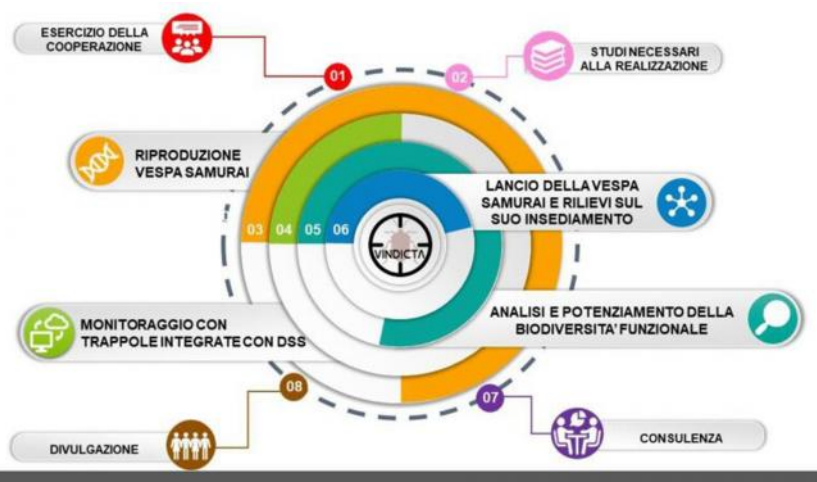 ESERCIZIO DELLA
COOPERAZIONE
01
02
STUDI NECESSARI
ALLA REALIZZAZIONE
RIPRODUZIONE
VESPA SAMURAI
LANCIO DELLA VESPA
SAMURAI E RILIEVI SUL
SUO INSEDIAMENTO
03 04 05 06
VINDICTA
MONITORAGGIO CON
TRAPPOLE INTEGRATE CON DSS
ANALISI E POTENZIAMENTO DELLA
BIODIVERSITA' FUNZIONALE
08
07
DIVULGAZIONE
CONSULENZA